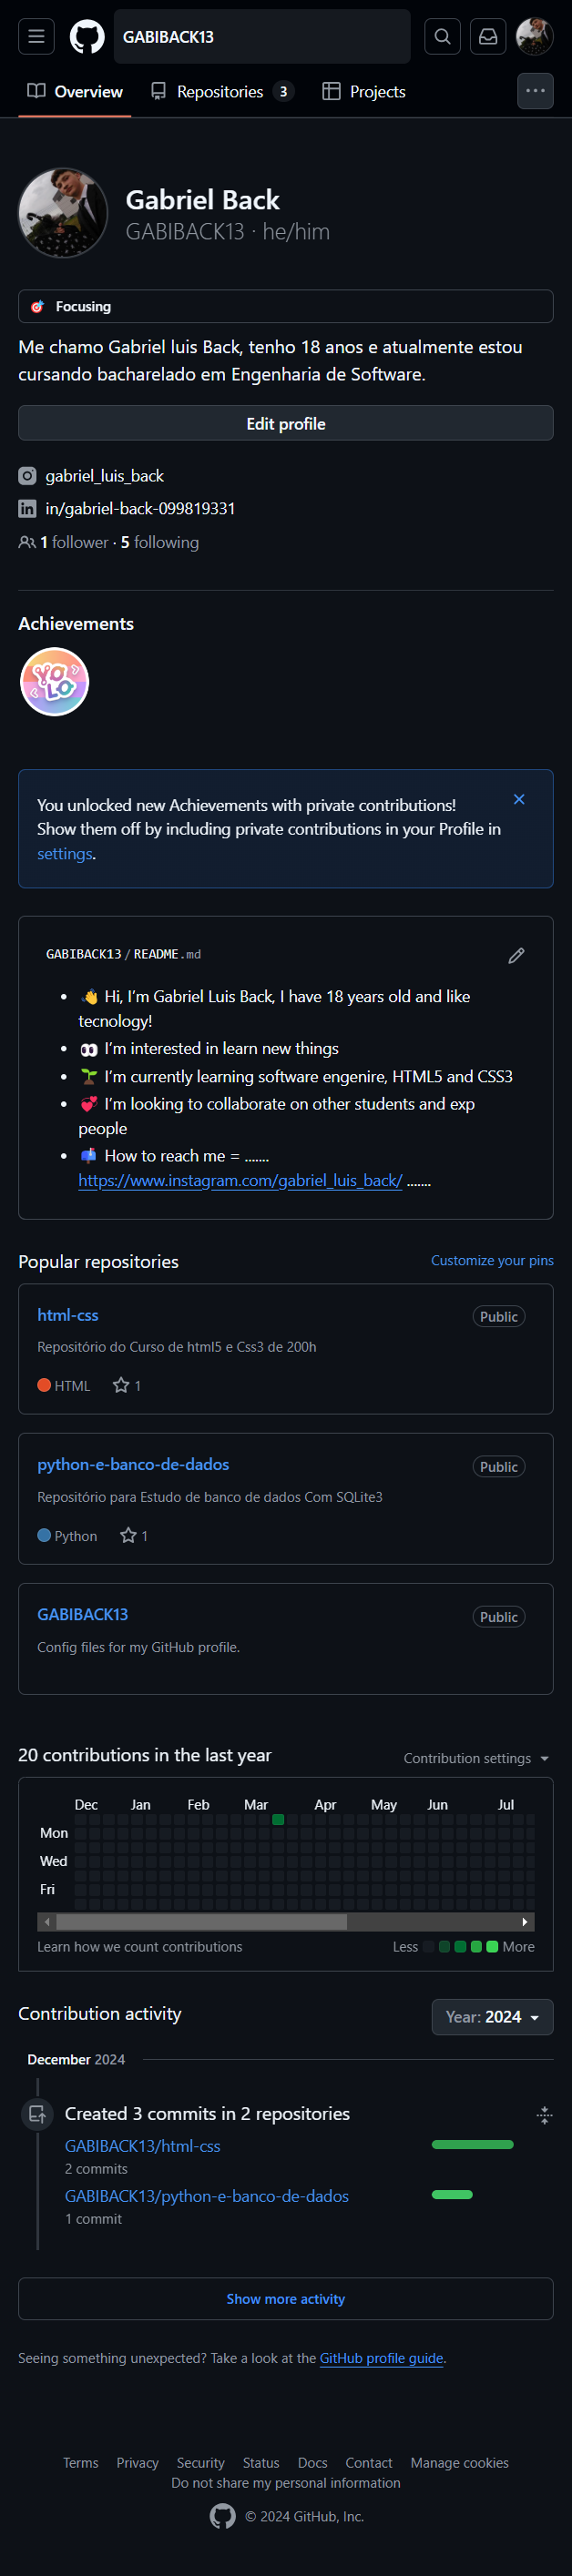 GABIBACK13
Overview
Repositories 3
Projects
Gabriel Back
GABIBACK13 · he/him
Focusing
Me chamo Gabriel luis Back, tenho 18 anos e atualmente estou
cursando bacharelado em Engenharia de Software.
Edit profile
gabriel_luis_back
in/gabriel-back-099819331
1 follower · 5 following
Achievements
YOLO
You unlocked new Achievements with private contributions!
Show them off by including private contributions in your Profile in
settings.
GABIBACK13 / README.md
• 👋 Hi, I’m Gabriel Luis Back, I have 18 years old and like
tecnology!
• 👀 I’m interested in learn new things
• 🌱 I’m currently learning software engenire, HTML5 and CSS3
• 💞️ I’m looking to collaborate on other students and exp
people
• 📫 How to reach me = .......
https://www.instagram.com/gabriel_luis_back/ .......
Popular repositories
Customize your pins
html-css
Public
Repositório do Curso de html5 e Css3 de 200h
HTML 1
python-e-banco-de-dados
Public
Repositório para Estudo de banco de dados Com SQLite3
Python 1
GABIBACK13
Public
Config files for my GitHub profile.
20 contributions in the last year
Contribution settings
Dec Jan Feb Mar Apr May Jun Jul
Mon
Wed
Fri
Learn how we count contributions
Less More
Contribution activity
Year: 2024
December 2024
Created 3 commits in 2 repositories
GABIBACK13/html-css
2 commits
GABIBACK13/python-e-banco-de-dados
1 commit
Show more activity
Seeing something unexpected? Take a look at the GitHub profile guide.
Terms Privacy Security Status Docs Contact Manage cookies
Do not share my personal information
© 2024 GitHub, Inc.